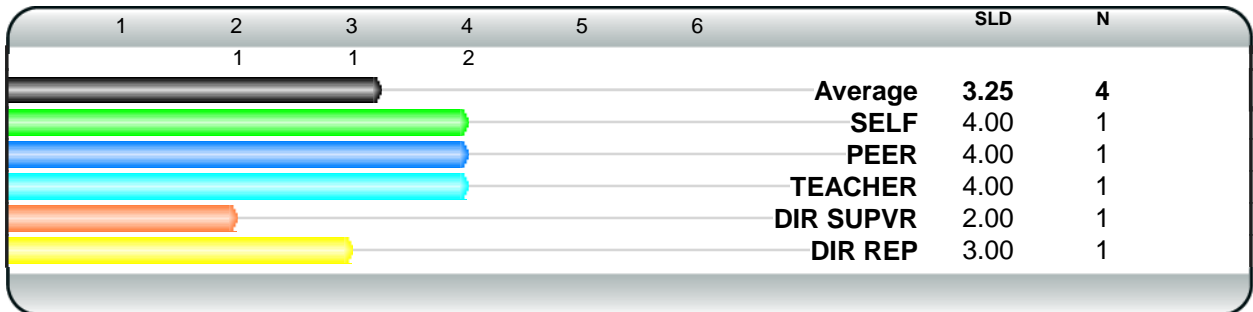 1 2 3 4 5 6 SLD N
1 1 2
Average 3.25 4
SELF 4.00 1
PEER 4.00 1
TEACHER 4.00 1
DIR SUPVR 2.00 1
DIR REP 3.00 1